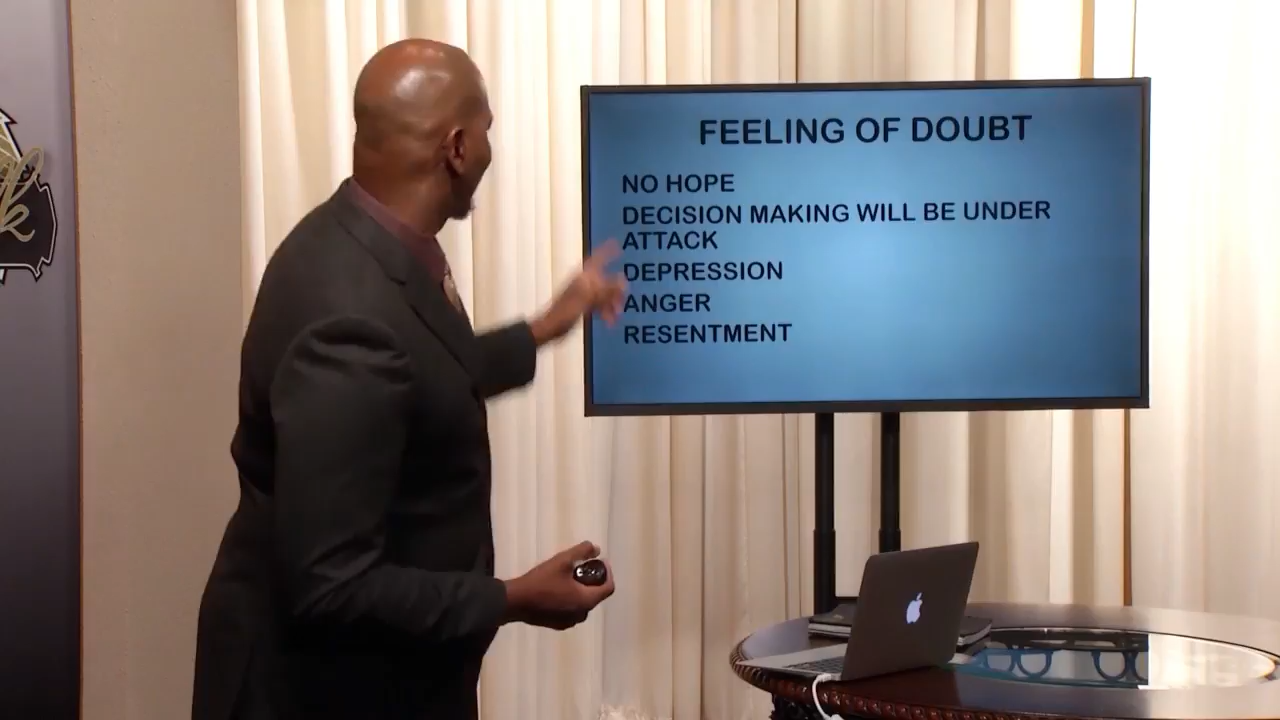 FEELING OF DOUBT
NO HOPE
DECISION MAKING WILL BE UNDER
ATTACK
DEPRESSION
ANGER
RESENTMENT